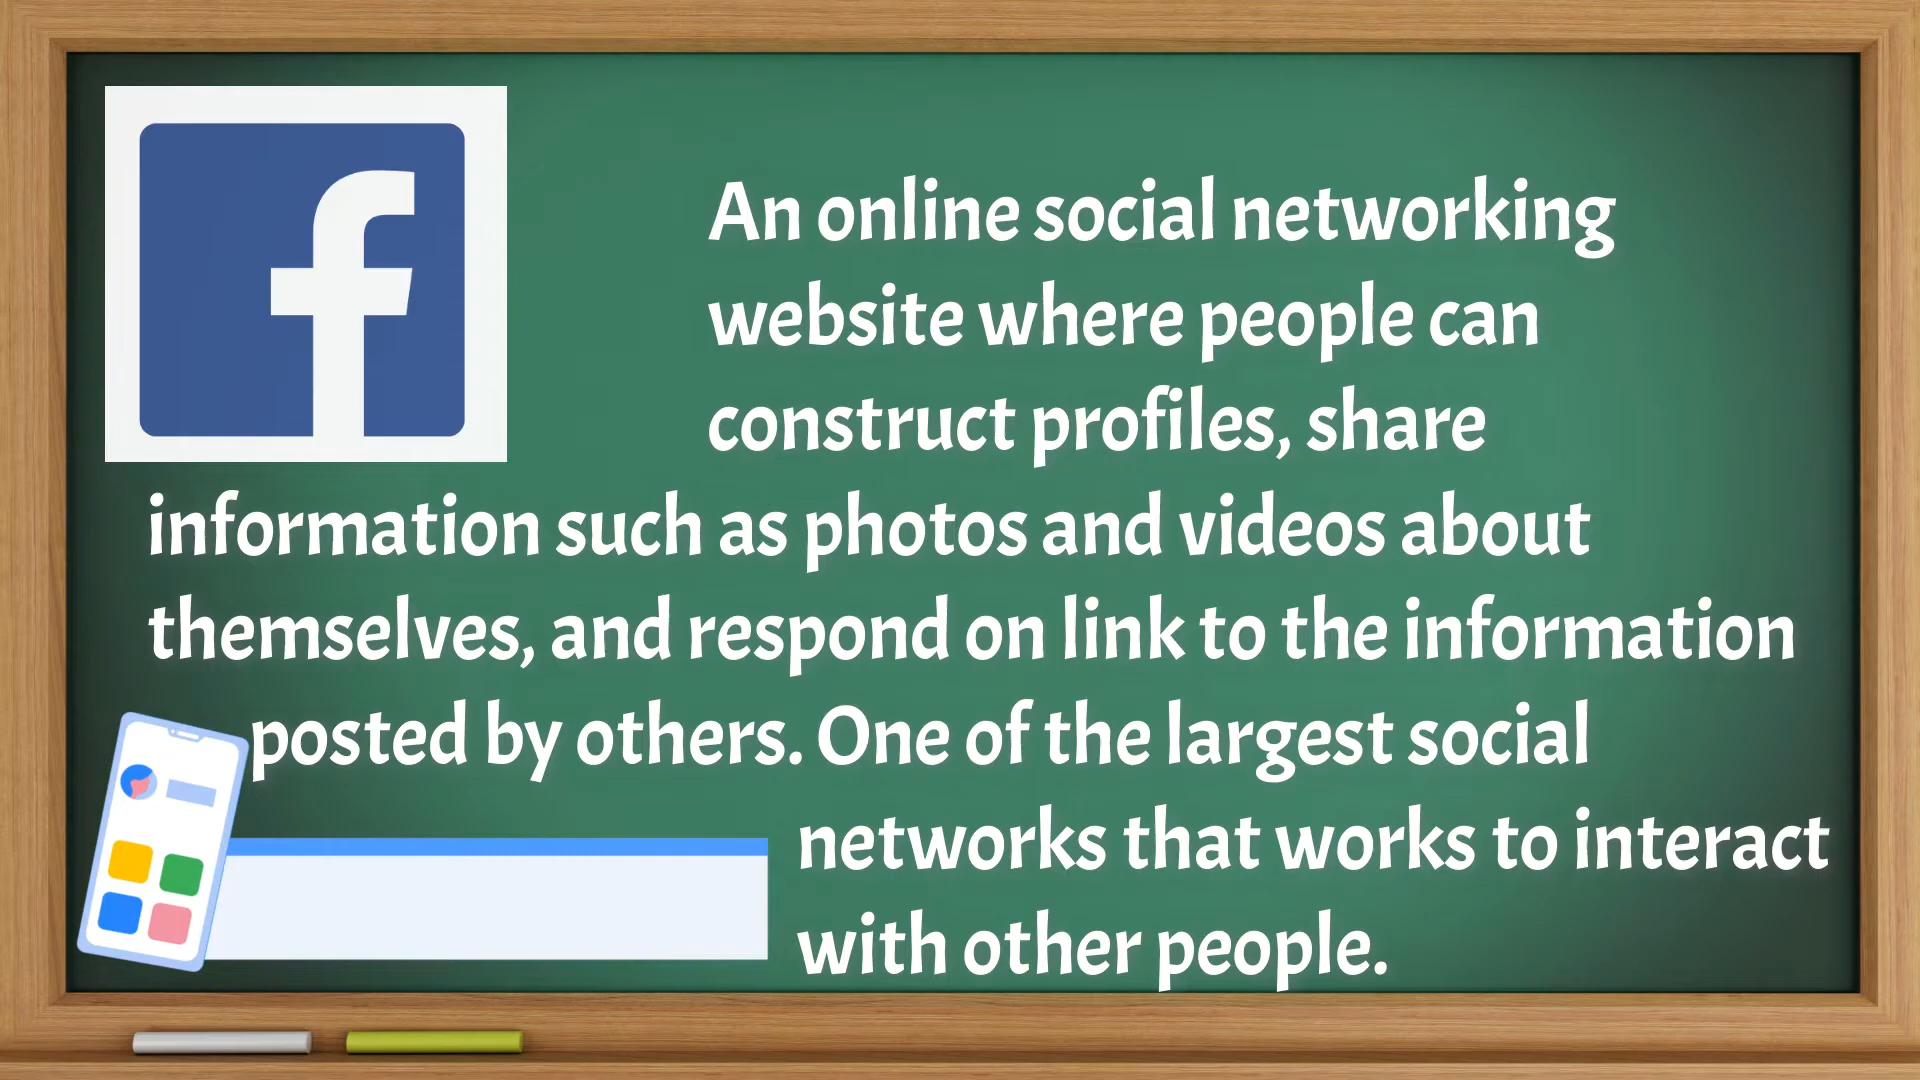 An online social networking
website where people can
construct profiles, share
information such as photos and videos about
themselves, and respond on link to the information
posted by others. One of the largest social
networks that works to interact
with other people.